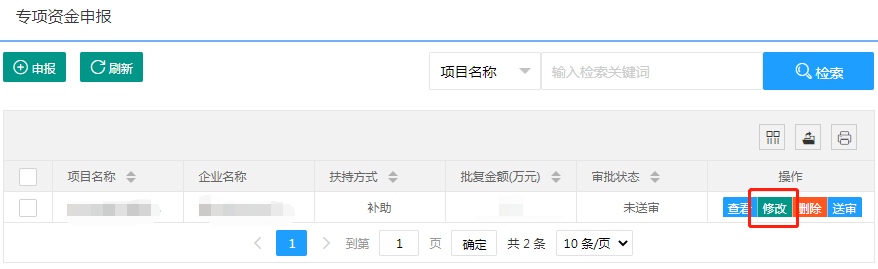 专项资金申报
申报 刷新 项目名称 输入检索关键词 检索
项目名称 企业名称 扶持方式 批复金额(万元) 审批状态 操作
补助 未送审 查看 修改 删除 送审
1 到第 1 页 确定 共 2 条 10 条/页